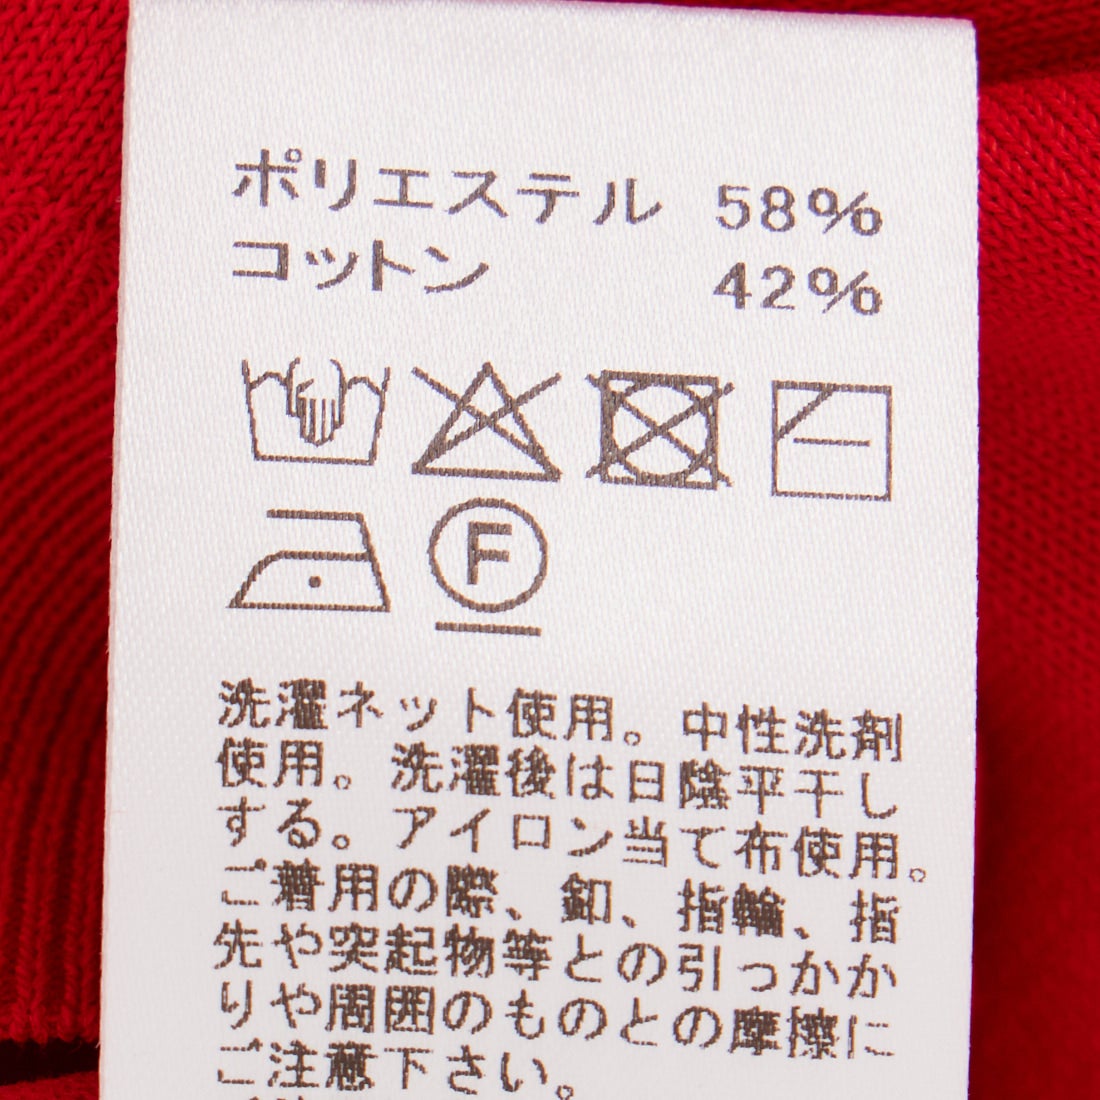 ポリエステル 58%
コットン 42%
F
洗濯ネット使用。中性洗剤
使用。洗濯後は日陰平干し
する。アイロン当て布使用。
ご着用の際、釦、指輪、指
先や突起物等との引っかか
りや周囲のものとの摩擦に
ご注意下さい。